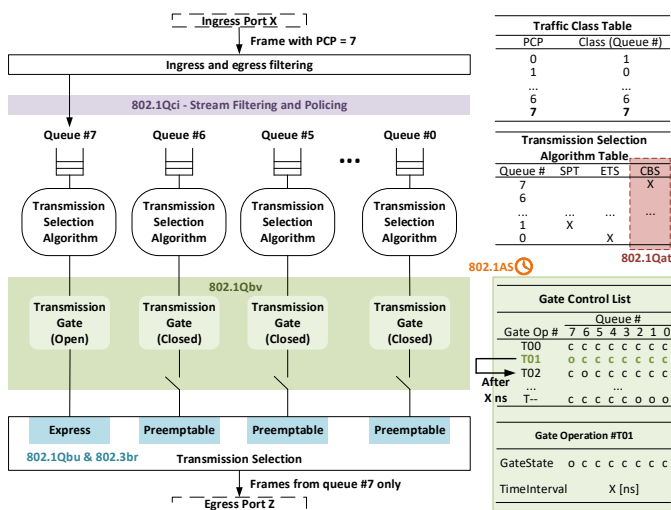 Ingress Port X
Frame with PCP = 7
Ingress and egress filtering
802.1Qci - Stream Filtering and Policing
Queue #7 Queue #6 Queue #5 ... Queue #0
Transmission Selection Algorithm
Transmission Selection Algorithm
Transmission Selection Algorithm
Transmission Selection Algorithm
802.1Qbv
Transmission Gate (Open)
Transmission Gate (Closed)
Transmission Gate (Closed)
Transmission Gate (Closed)
Express Preemptable Preemptable Preemptable
802.1Qbu & 802.3br
Transmission Selection
Frames from queue #7 only
Egress Port Z
Traffic Class Table
PCP Class (Queue #)
0 1
1 0
... ...
6 6
7 7
Transmission Selection
Algorithm Table
Queue # SPT ETS CBS
7 X
6
... ... ... ...
1 X
0 X
802.1Qat
802.1AS
Gate Control List
Queue #
Gate Op # 7 6 5 4 3 2 1 0
T00 c c c c c c c c
T01 o c c c c c c c
T02 c o c c c c c c
... ...
T-- c c c c c o o o
After
X ns
Gate Operation #T01
GateState o c c c c c c c
TimeInterval X [ns]